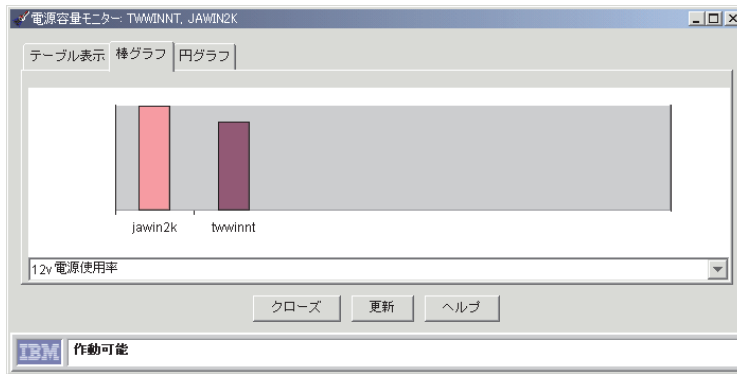 電源容量モニター: TWWINNT, JAWIN2K
テーブル表示 棒グラフ 円グラフ
jawin2k twwinnt
12v 電源使用率
クローズ 更新 ヘルプ
IBM 作動可能